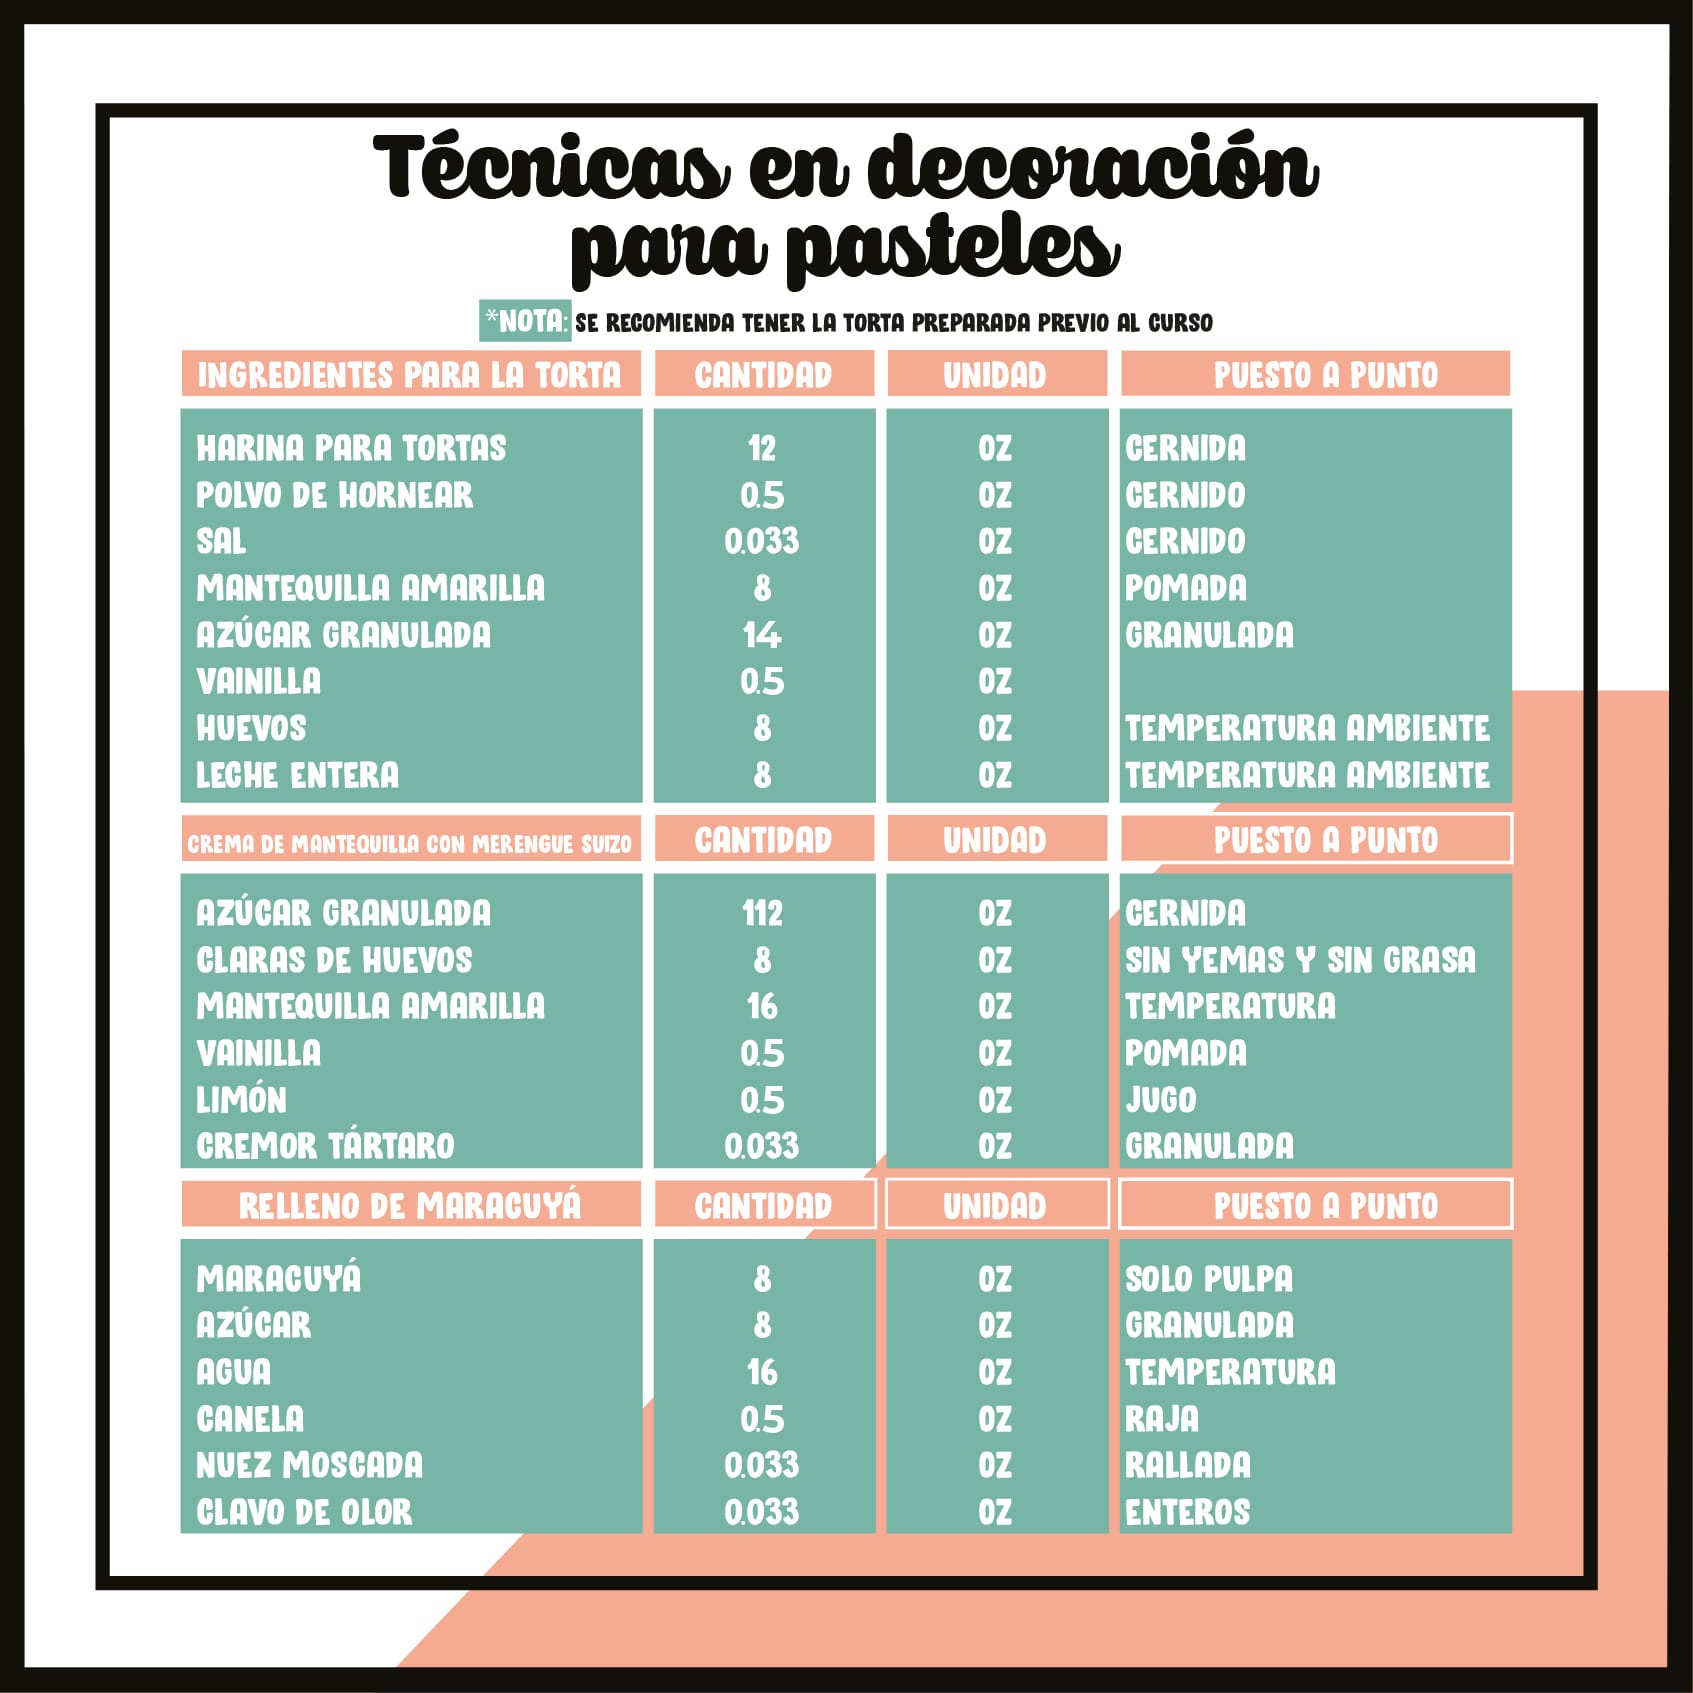 Técnicas en decoración
para pasteles
*NOTA: SE RECOMIENDA TENER LA TORTA PREPARADA PREVIO AL CURSO
INGREDIENTES PARA LA TORTA CANTIDAD UNIDAD PUESTO A PUNTO
HARINA PARA TORTAS 12 OZ CERNIDA
POLVO DE HORNEAR 0.5 OZ CERNIDO
SAL 0.033 OZ CERNIDO
MANTEQUILLA AMARILLA 8 OZ POMADA
AZÚCAR GRANULADA 14 OZ GRANULADA
VAINILLA 0.5 OZ
HUEVOS 8 OZ TEMPERATURA AMBIENTE
LECHE ENTERA 8 OZ TEMPERATURA AMBIENTE
CREMA DE MANTEQUILLA CON MERENGUE SUIZO CANTIDAD UNIDAD PUESTO A PUNTO
AZÚCAR GRANULADA 112 OZ CERNIDA
CLARAS DE HUEVOS 8 OZ SIN YEMAS Y SIN GRASA
MANTEQUILLA AMARILLA 16 OZ TEMPERATURA
VAINILLA 0.5 OZ POMADA
LIMÓN 0.5 OZ JUGO
CREMOR TÁRTARO 0.033 OZ GRANULADA
RELLENO DE MARACUYÁ CANTIDAD UNIDAD PUESTO A PUNTO
MARACUYÁ 8 OZ SOLO PULPA
AZÚCAR 8 OZ GRANULADA
AGUA 16 OZ TEMPERATURA
CANELA 0.5 OZ RAJA
NUEZ MOSCADA 0.033 OZ RALLADA
CLAVO DE OLOR 0.033 OZ ENTEROS